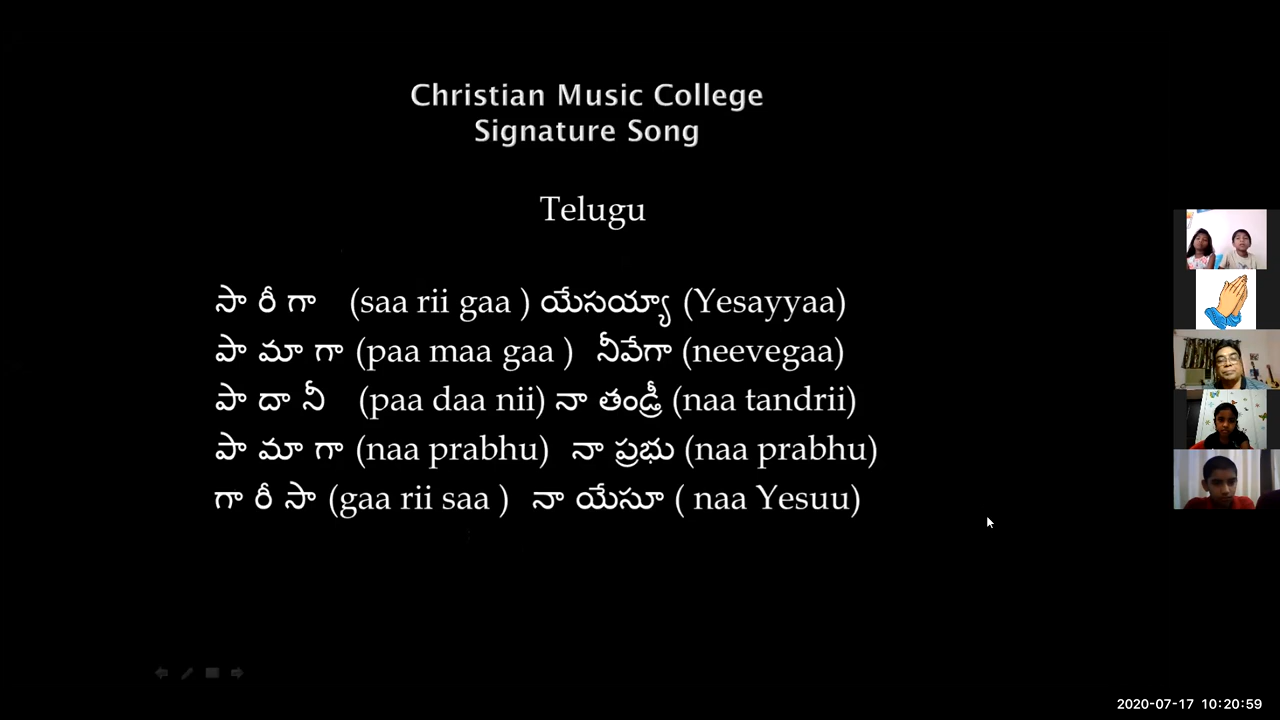 Christian Music College
Signature Song
Telugu
సా రీ గా (saa rii gaa ) యేసయ్యా (Yesayyaa)
పా మా గా (paa maa gaa ) నీవేగా (neevegaa)
పా దా నీ (paa daa nii) నా తండ్రీ (naa tandrii)
పా మా గా (naa prabhu) నా ప్రభు (naa prabhu)
గా రీ సా (gaa rii saa ) నా యేసూ ( naa Yesuu)
2020-07-17 10:20:59